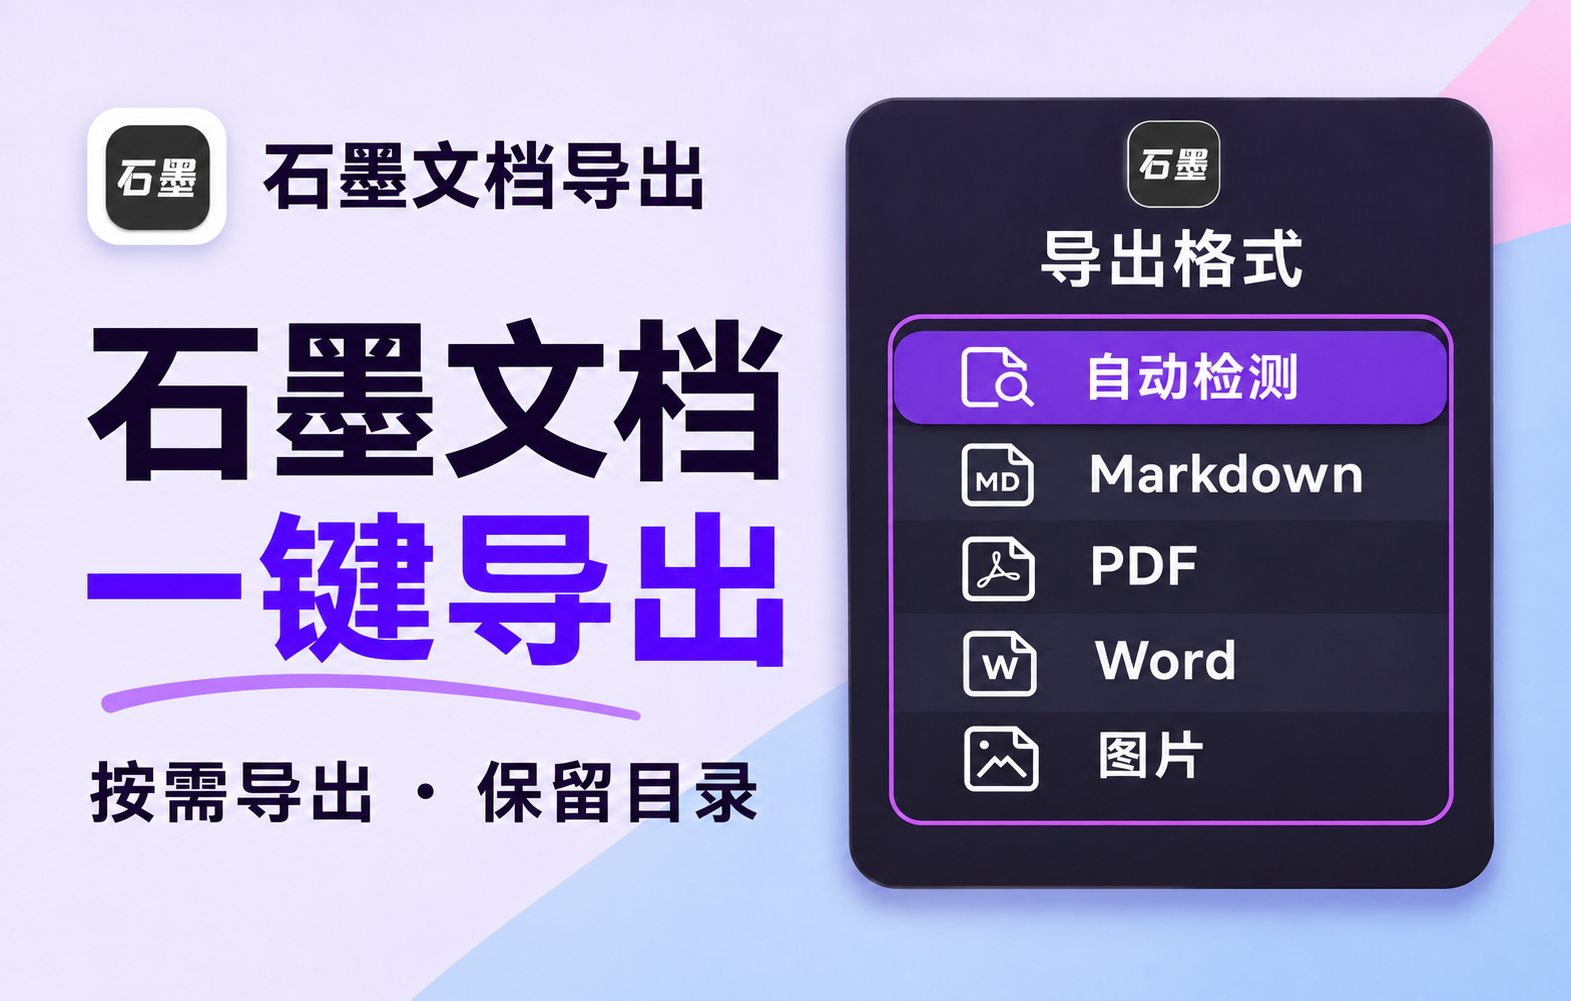 石墨
石墨文档导出
石墨文档
一键导出
按需导出 · 保留目录
石墨
导出格式
自动检测
MD Markdown
PDF
W Word
图片